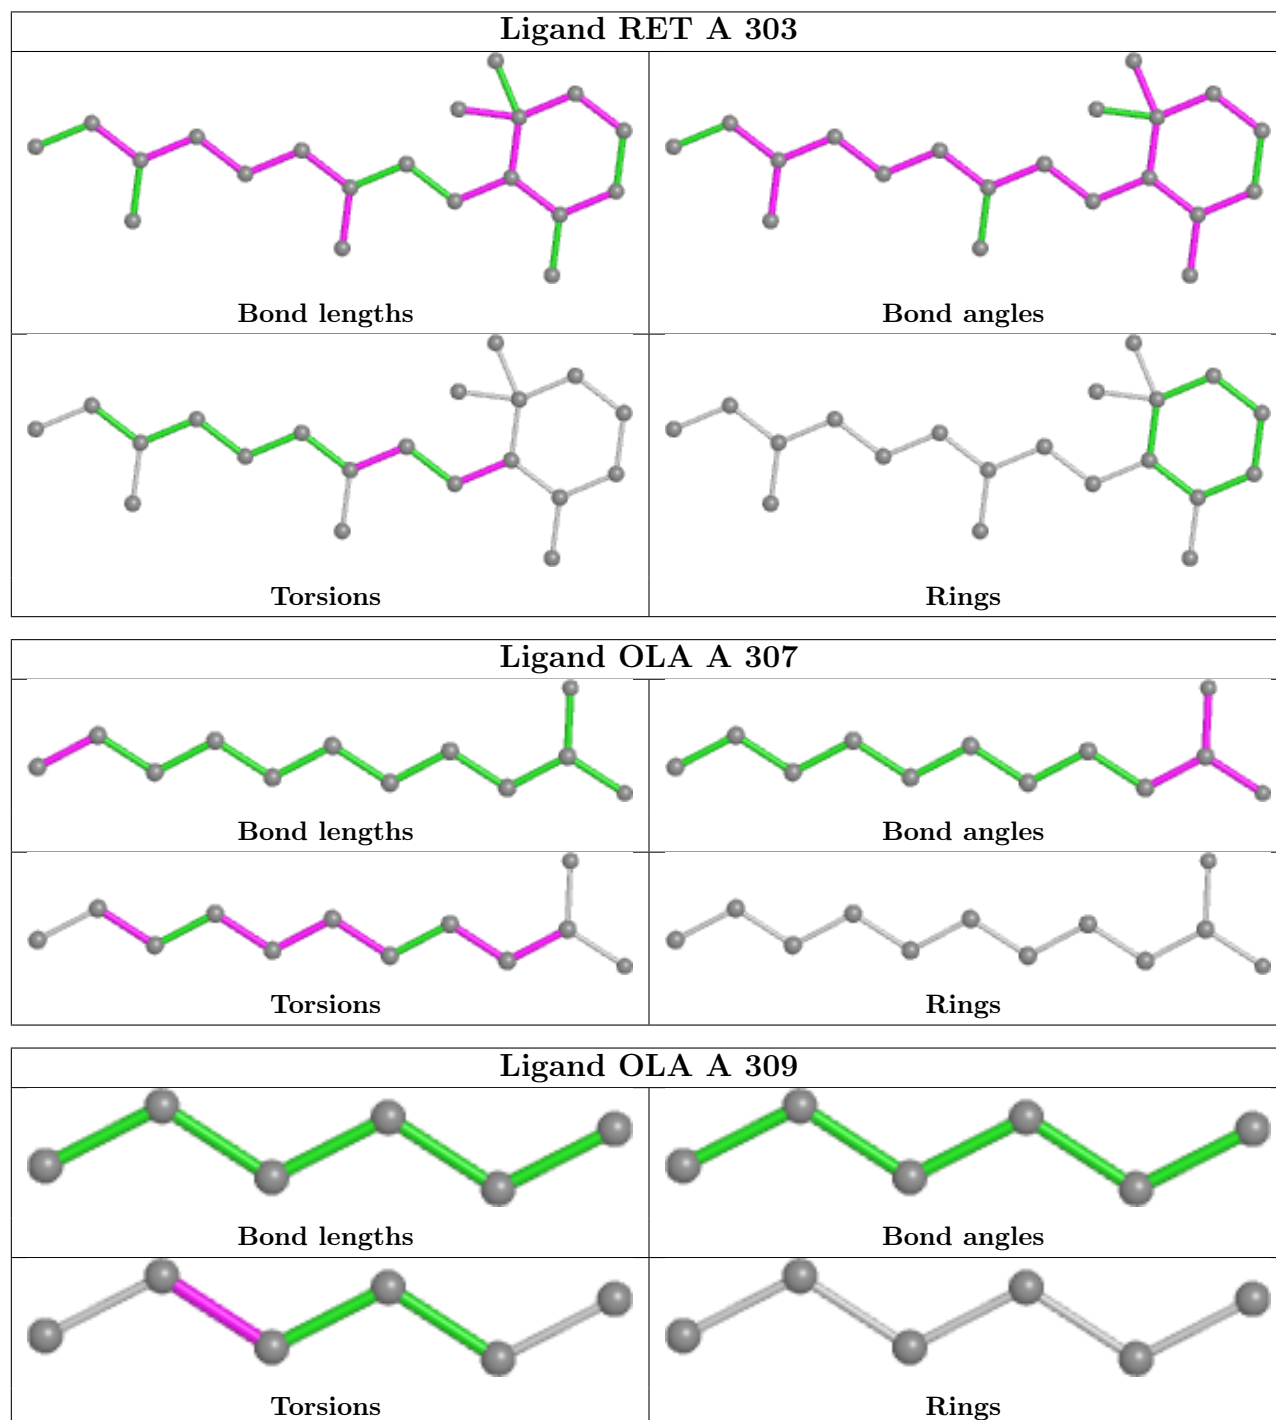 Ligand RET A 303
Bond lengths
Bond angles
Torsions
Rings
Ligand OLA A 307
Bond lengths
Bond angles
Torsions
Rings
Ligand OLA A 309
Bond lengths
Bond angles
Torsions
Rings